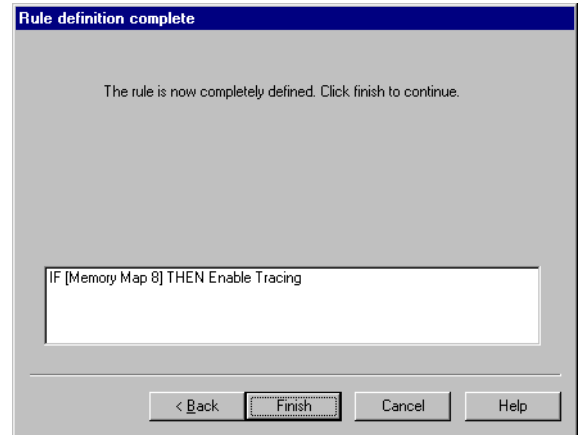 Rule definition complete
The rule is now completely defined. Click finish to continue.
IF [Memory Map 8] THEN Enable Tracing
< Back Finish Cancel Help